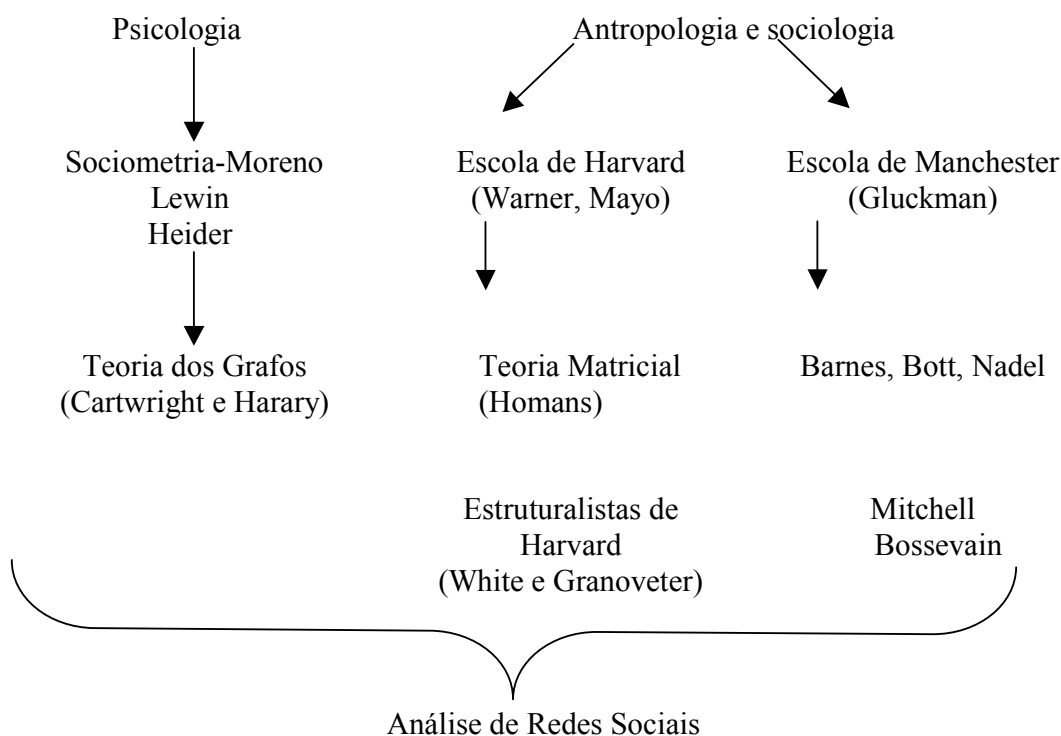 Psicologia
Antropologia e sociologia
Sociometria-Moreno
Lewin
Heider
Escola de Harvard
(Warner, Mayo)
Escola de Manchester
(Gluckman)
Teoria dos Grafos
(Cartwright e Harary)
Teoria Matricial
(Homans)
Barnes, Bott, Nadel
Estruturalistas de
Harvard
(White e Granoveter)
Mitchell
Bossevain
Análise de Redes Sociais